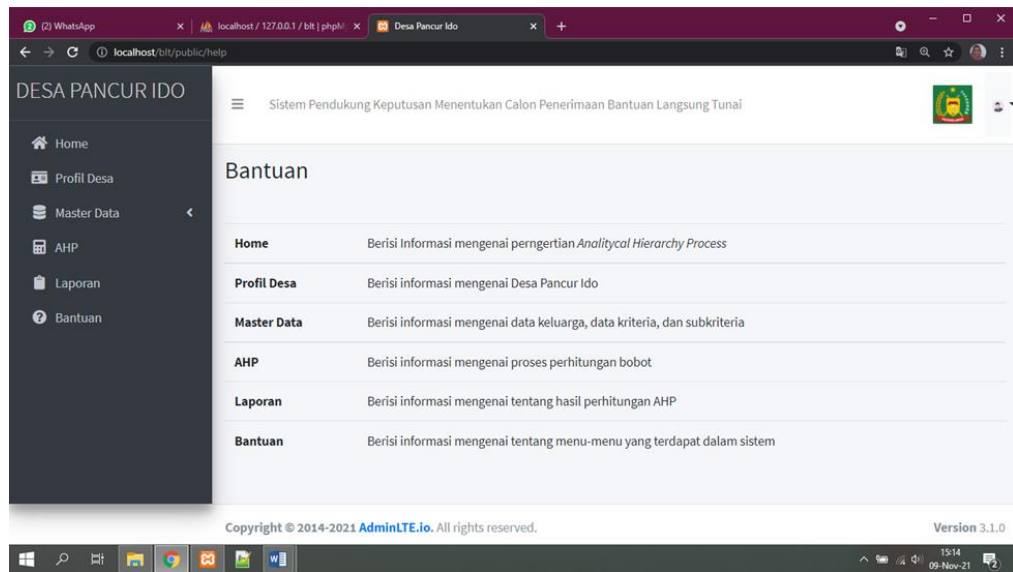 (2) WhatsApp
localhost / 127.0.0.1 / blt | phpM
Desa Pancur Ido
localhost/blt/public/help
DESA PANCUR IDO
Sistem Pendukung Keputusan Menentukan Calon Penerimaan Bantuan Langsung Tunai
Home
Profil Desa
Master Data
AHP
Laporan
Bantuan
Bantuan
Home Berisi Informasi mengenai perngertian Analitycal Hierarchy Process
Profil Desa Berisi informasi mengenai Desa Pancur Ido
Master Data Berisi informasi mengenai data keluarga, data kriteria, dan subkriteria
AHP Berisi informasi mengenai proses perhitungan bobot
Laporan Berisi informasi mengenai tentang hasil perhitungan AHP
Bantuan Berisi informasi mengenai tentang menu-menu yang terdapat dalam sistem
Copyright © 2014-2021 AdminLTE.io. All rights reserved.
Version 3.1.0
15:14
09-Nov-21
2